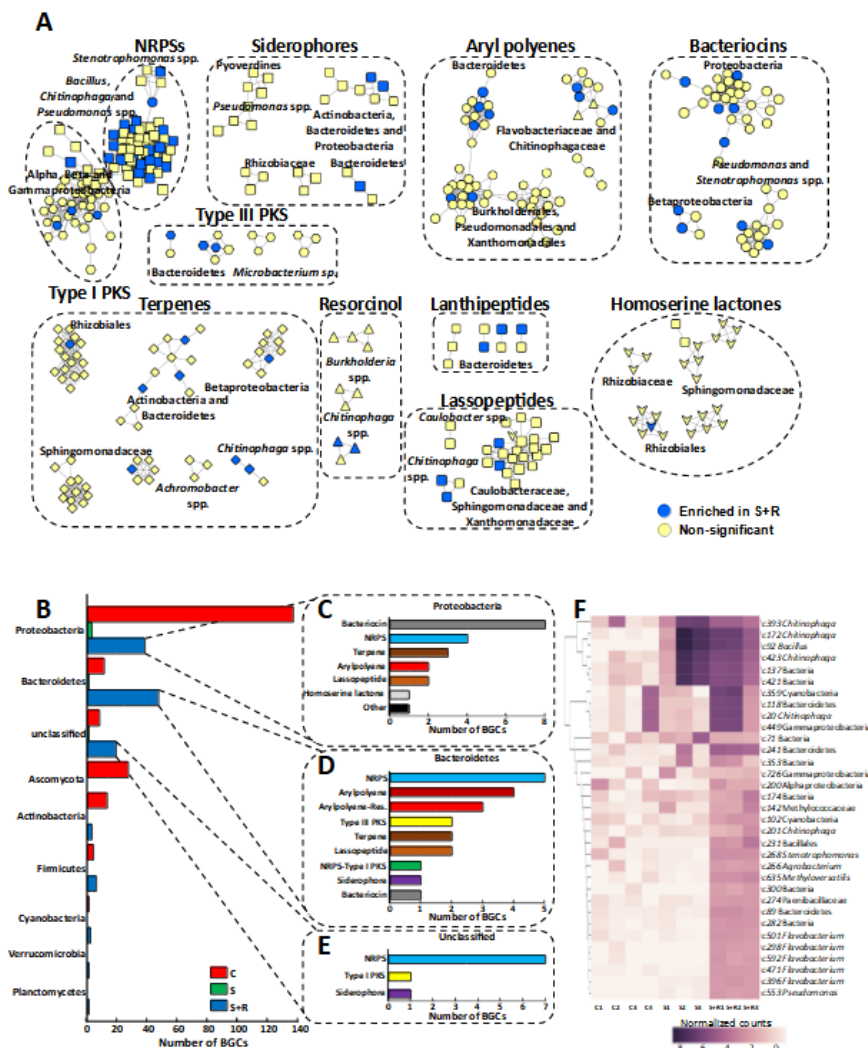 A
NRPSs
Siderophores
Aryl polyenes
Bacteriocins
Stenotrophomonas spp.
Bacillus,
Chitinophaga and
Pseudomonas spp.
Pyoverdines
Pseudomonas spp.
Actinobacteria,
Bacteroidetes and
Proteobacteria
Rhizobiaceae
Bacteroidetes
Bacteroidetes
Flavobacteriaceae and
Chitinophagaceae
Burkholderiales,
Pseudomonadales and
Xanthomonadales
Proteobacteria
Pseudomonas and
Stenotrophomonas spp.
Betaproteobacteria
Alpha, Beta and
Gammaproteobacteria
Type III PKS
Bacteroidetes
Microbacterium sp.
Type I PKS
Terpenes
Resorcinol
Lanthipeptides
Homoserine lactones
Rhizobiales
Betaproteobacteria
Actinobacteria and
Bacteroidetes
Sphingomonadaceae
Chitinophaga spp.
Achromobacter
spp.
Burkholderia
spp.
Chitinophaga
spp.
Bacteroidetes
Lassopeptides
Caulobacter spp.
Chitinophaga
spp.
Caulobacteraceae,
Sphingomonadaceae and
Xanthomonadaceae
Rhizobiaceae
Sphingomonadaceae
Rhizobiales
Enriched in S+R
Non-significant
B
Proteobacteria
Bacteroidetes
unclassified
Ascomycota
Actinobacteria
Firmicutes
Cyanobacteria
Verrucomicrobia
Planctomycetes
C
S
S+R
0 20 40 60 80 100 120 140
Number of BGCs
C
Proteobacteria
Bacteriocin
NRPS
Terpene
Arylpolyene
Lassopeptide
Homoserine lactone
Other
0 2 4 6 8
Number of BGCs
D
Bacteroidetes
NRPS
Arylpolyene
Arylpolyene-Res.
Type III PKS
Terpene
Lassopeptide
NRPS-Type I PKS
Siderophore
Bacteriocin
0 1 2 3 4 5
Number of BGCs
E
Unclassified
NRPS
Type I PKS
Siderophore
0 1 2 3 4 5 6 7
Number of BGCs
F
c393 Chitinophaga
c172 Chitinophaga
c92 Bacillus
c423 Chitinophaga
c137 Bacteria
c421 Bacteria
c359 Cyanobacteria
c118 Bacteroidetes
c20 Chitinophaga
c449 Gammaproteobacteria
c71 Bacteria
c241 Bacteroidetes
c353 Bacteria
c726 Gammaproteobacteria
c200 Alphaproteobacteria
c174 Bacteria
c142 Methylococcaceae
c102 Cyanobacteria
c201 Chitinophaga
c231 Bacillales
c268 Stenotrophomonas
c266 Agrobacterium
c635 Methyloversatilis
c300 Bacteria
c274 Paenibacillaceae
c89 Bacteroidetes
c282 Bacteria
c501 Flavobacterium
c298 Flavobacterium
c592 Flavobacterium
c471 Flavobacterium
c396 Flavobacterium
c553 Pseudomonas
C1 C2 C3 C4 S1 S2 S3 S+R1 S+R2 S+R3
Normalized counts
8 6 4 2 0